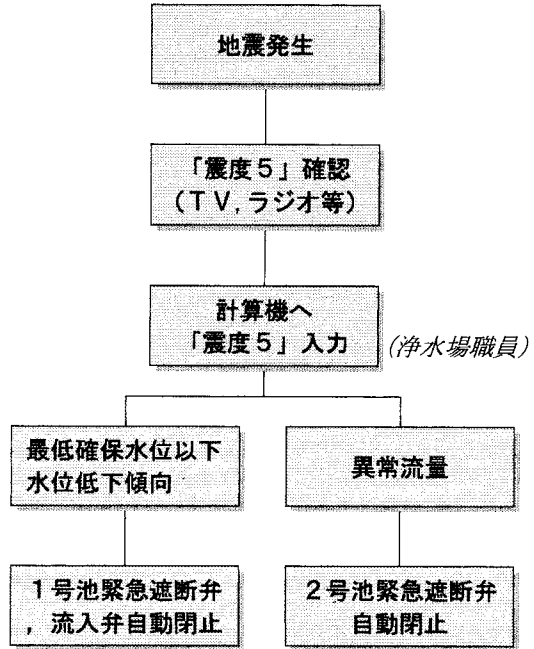 地震発生
「震度５」確認
（ＴＶ，ラジオ等）
計算機へ
「震度５」入力
(浄水場職員)
最低確保水位以下
水位低下傾向
異常流量
１号池緊急遮断弁
，流入弁自動閉止
２号池緊急遮断弁
自動閉止